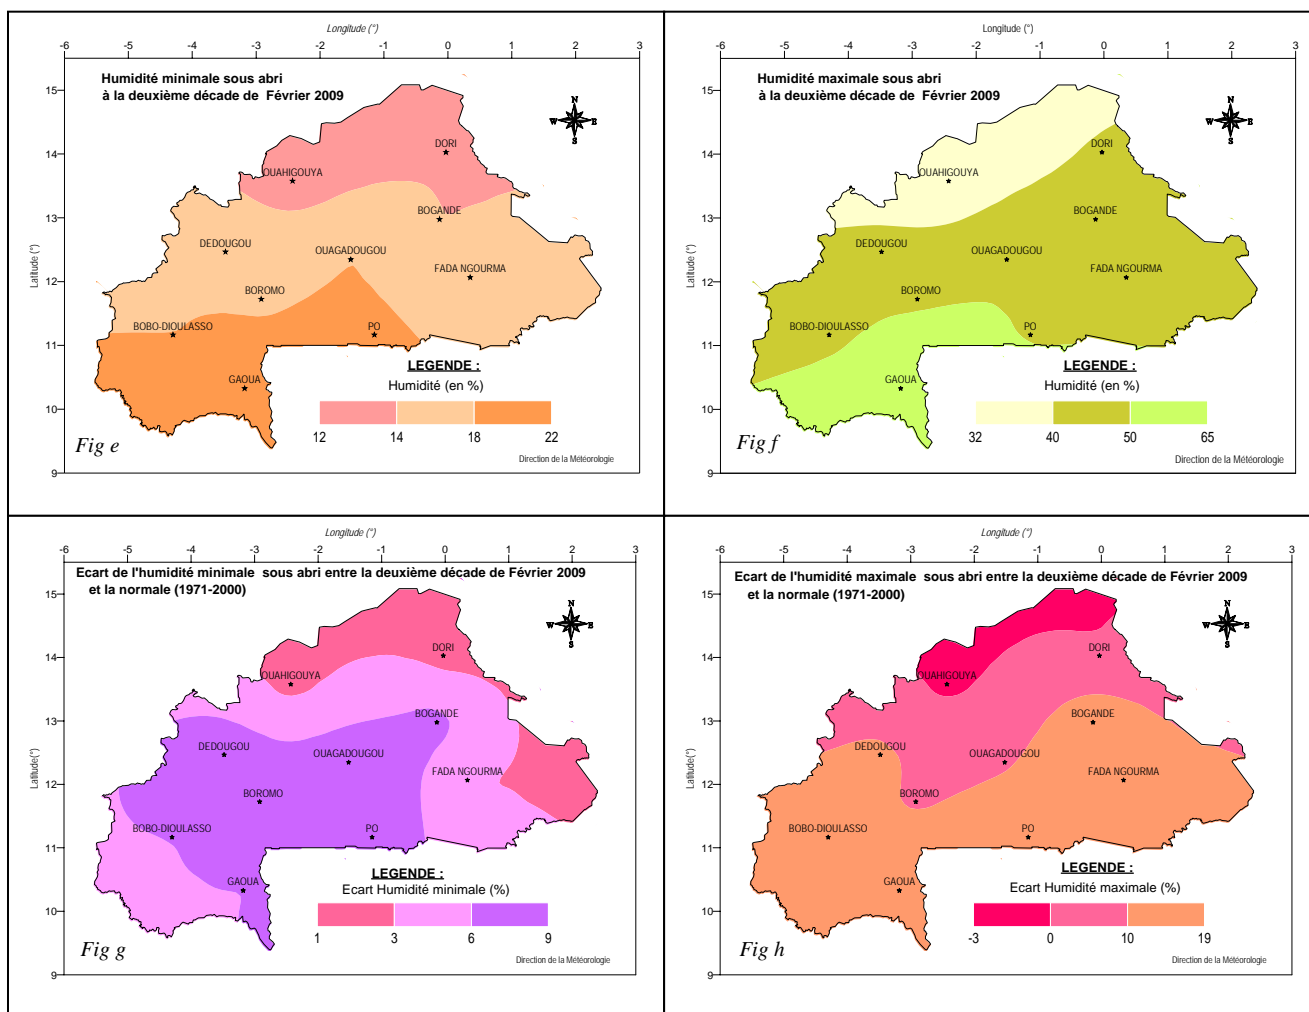 Longitude (°)
-6 -5 -4 -3 -2 -1 0 1 2 3
Humidité minimale sous abri
à la deuxième décade de Février 2009
N
W E
S
15
14
13
12
11
10
9
Latitude (°)
DORI
OUAHIGOUYA
BOGANDE
DEDOUGOU
OUAGADOUGOU
FADA NGOURMA
BOROMO
BOBO-DIOULASSO
PO
GAOUA
LEGENDE :
Humidité (en %)
12 14 18 22
Fig e
Direction de la Météorologie
Longitude (°)
-6 -5 -4 -3 -2 -1 0 1 2 3
Humidité maximale sous abri
à la deuxième décade de Février 2009
N
W E
S
15
14
13
12
11
10
9
Latitude (°)
DORI
OUAHIGOUYA
BOGANDE
DEDOUGOU
OUAGADOUGOU
FADA NGOURMA
BOROMO
BOBO-DIOULASSO
PO
GAOUA
LEGENDE :
Humidité (en %)
32 40 50 65
Fig f
Direction de la Météorologie
Longitude (°)
-6 -5 -4 -3 -2 -1 0 1 2 3
Ecart de l'humidité minimale sous abri entre la deuxième décade de Février 2009
et la normale (1971-2000)
N
W E
S
15
14
13
12
11
10
9
Latitude(°)
DORI
OUAHIGOUYA
BOGANDE
DEDOUGOU
OUAGADOUGOU
FADA NGOURMA
BOROMO
BOBO-DIOULASSO
PO
GAOUA
LEGENDE :
Ecart Humidité minimale (%)
1 3 6 9
Fig g
Direction de la Météorologie
Longitude (°)
-6 -5 -4 -3 -2 -1 0 1 2 3
Ecart de l'humidité maximale sous abri entre la deuxième décade de Février 2009
et la normale (1971-2000)
N
W E
S
15
14
13
12
11
10
9
Latitude (°)
DORI
OUAHIGOUYA
BOGANDE
DEDOUGOU
OUAGADOUGOU
FADA NGOURMA
BOROMO
BOBO-DIOULASSO
PO
GAOUA
LEGENDE :
Ecart Humidité maximale (%)
-3 0 10 19
Fig h
Direction de la Météorologie